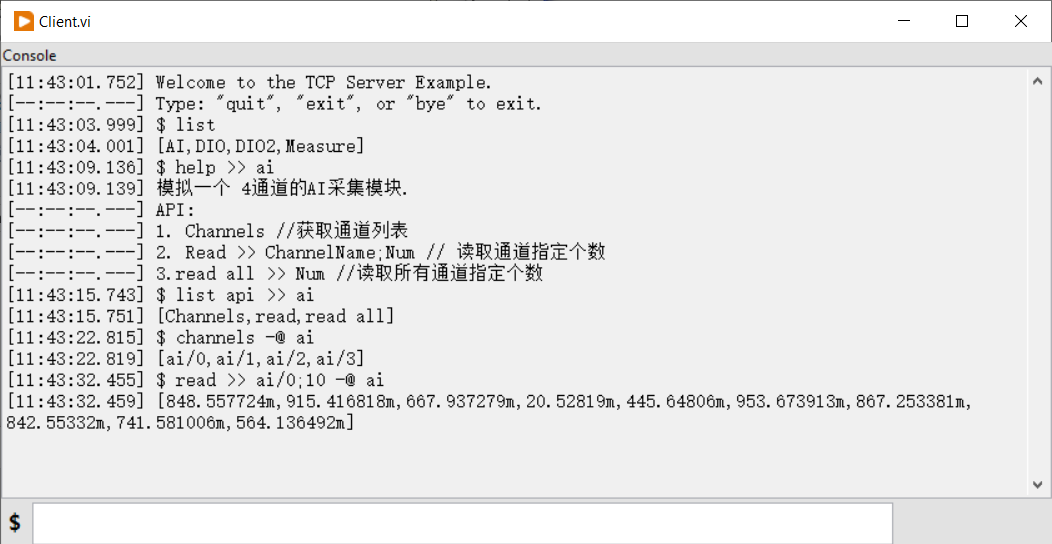 Client.vi
Console
[11:43:01.752] Welcome to the TCP Server Example.
[--:--:--.---] Type: "quit", "exit", or "bye" to exit.
[11:43:03.999] $ list
[11:43:04.001] [AI,DIO,DIO2,Measure]
[11:43:09.136] $ help >> ai
[11:43:09.139] 模拟一个 4通道的AI采集模块.
[--:--:--.---] API:
[--:--:--.---] 1. Channels //获取通道列表
[--:--:--.---] 2. Read >> ChannelName;Num // 读取通道指定个数
[--:--:--.---] 3.read all >> Num //读取所有通道指定个数
[11:43:15.743] $ list api >> ai
[11:43:15.751] [Channels,read,read all]
[11:43:22.815] $ channels -@ ai
[11:43:22.819] [ai/0,ai/1,ai/2,ai/3]
[11:43:32.455] $ read >> ai/0;10 -@ ai
[11:43:32.459] [848.557724m,915.416818m,667.937279m,20.52819m,445.64806m,953.673913m,867.253381m,
842.55332m,741.581006m,564.136492m]
$